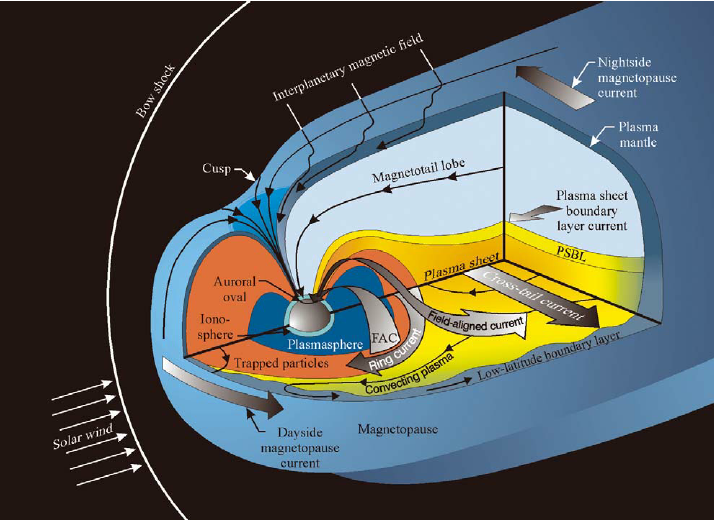 Bow shock
Interplanetary magnetic field
Nightside
magnetopause
current
Plasma
mantle
Cusp
Magnetotail lobe
Plasma sheet
boundary
layer current
PSBL
Plasma sheet
Cross-tail current
Auroral
oval
Iono-
sphere
Plasmasphere
FAC
Field-aligned current
Ring current
Trapped particles
Convecting plasma
Low-latitude boundary layer
Solar wind
Dayside
magnetopause
current
Magnetopause